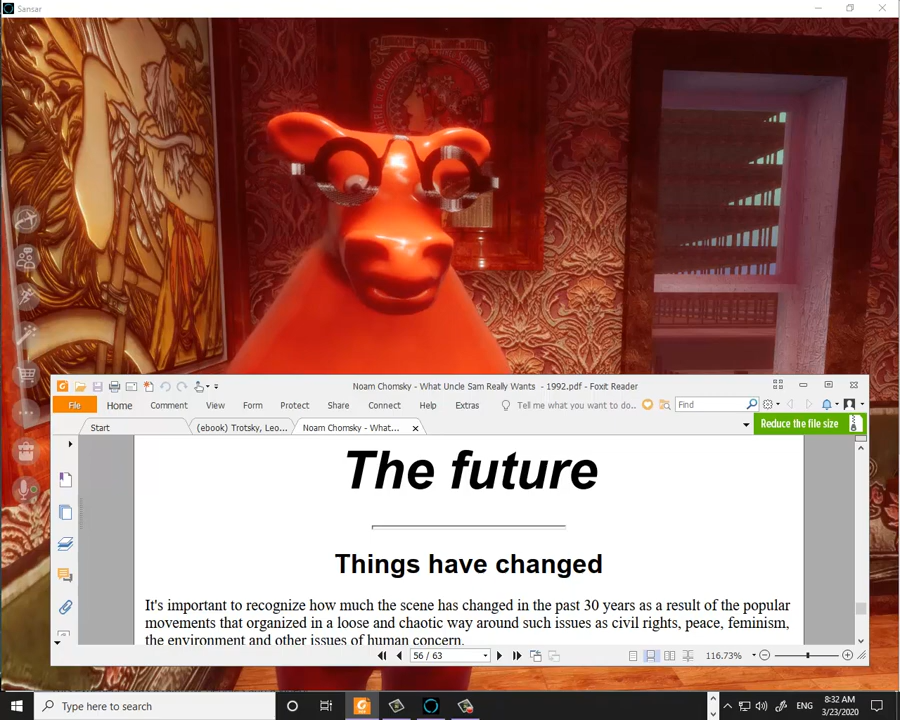 Sansar
Noam Chomsky - What Uncle Sam Really Wants - 1992.pdf - Foxit Reader
File Home Comment View Form Protect Share Connect Help Extras Tell me what you want to do.. Find
Start (ebook) Trotsky, Leo... Noam Chomsky - What... Reduce the file size
The future
Things have changed
It's important to recognize how much the scene has changed in the past 30 years as a result of the popular
movements that organized in a loose and chaotic way around such issues as civil rights, peace, feminism,
the environment and other issues of human concern.
56 / 63 116.73%
Type here to search
ENG
8:32 AM
3/23/2020